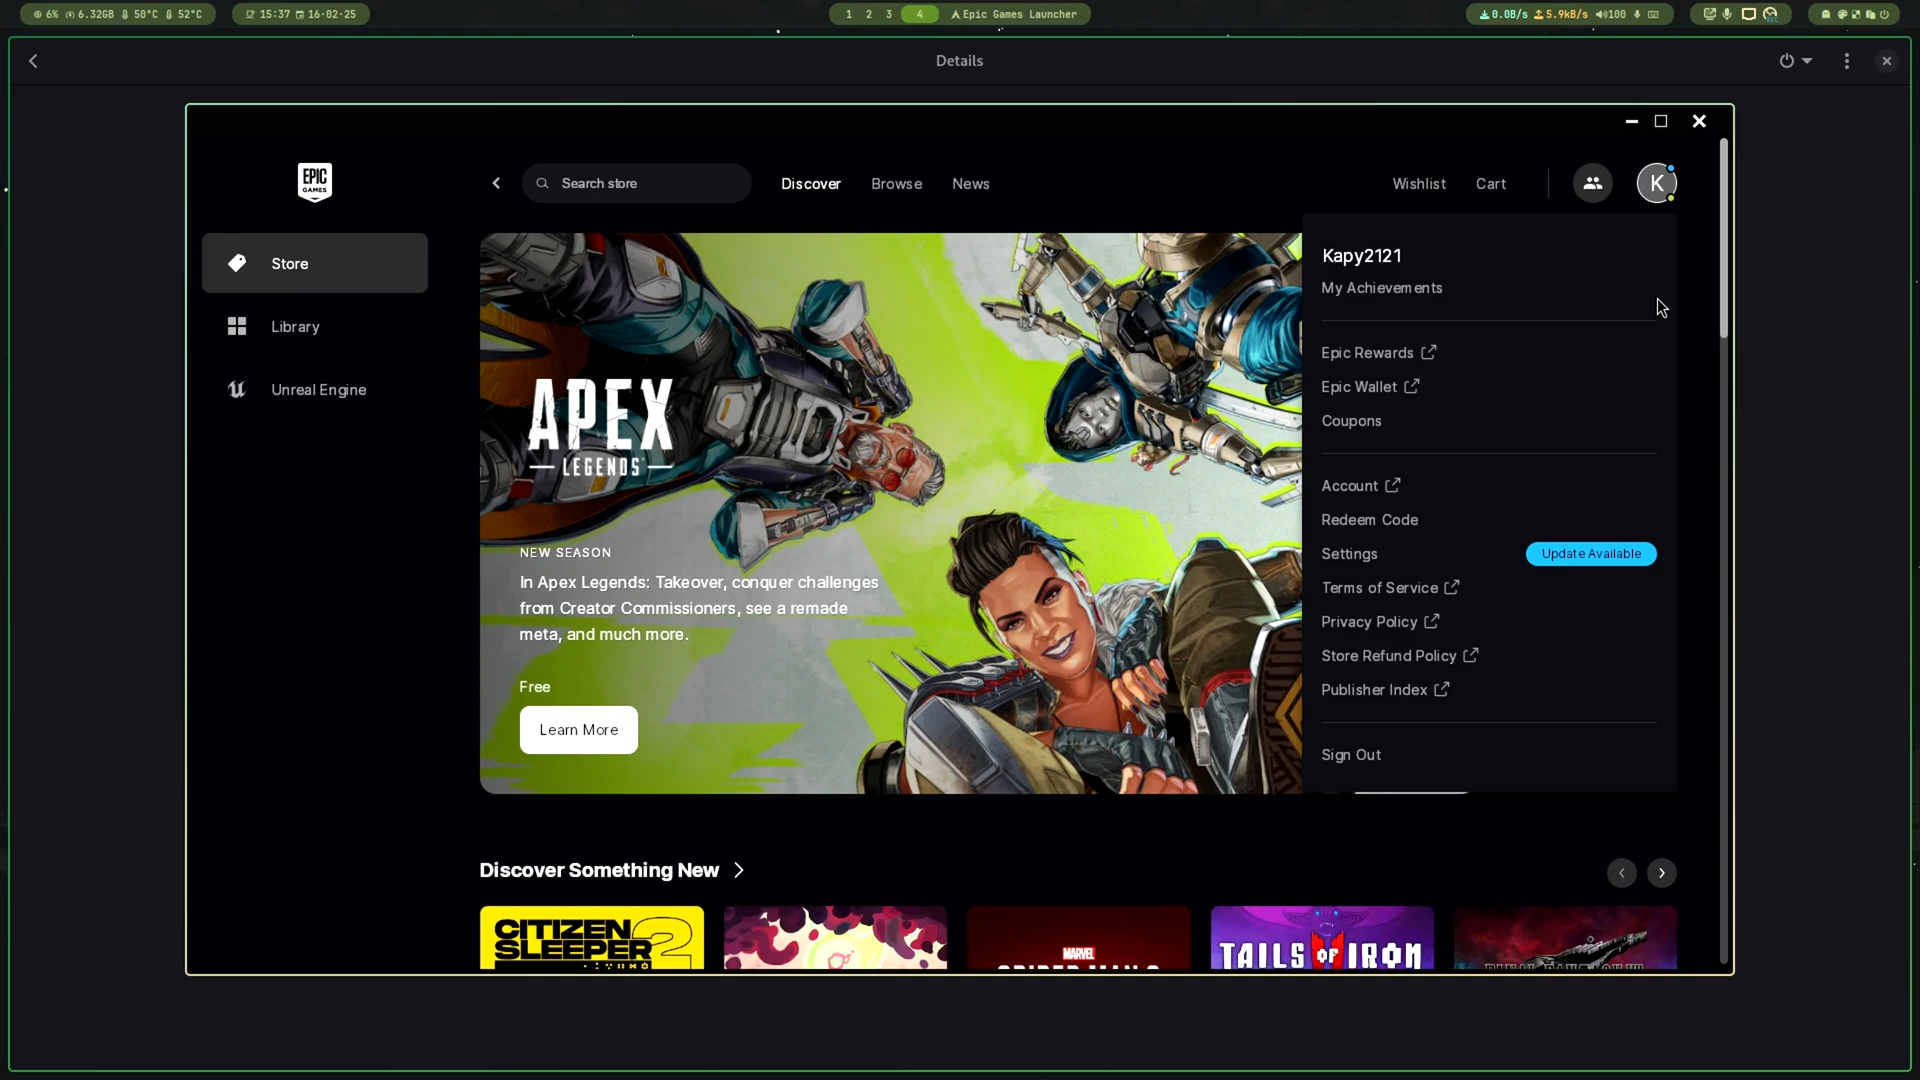 6% 6.32GB 50°C 52°C
15:37 16·02·25
1 2 3 4 Epic Games Launcher
0.0B/s 5.9kB/s 100
Details
EPIC
GAMES
Search store
Discover Browse News
Wishlist Cart
K
Store
Library
Unreal Engine
APEX
LEGENDS
NEW SEASON
In Apex Legends: Takeover, conquer challenges
from Creator Commissioners, see a remade
meta, and much more.
Free
Learn More
Kapy2121
My Achievements
Epic Rewards
Epic Wallet
Coupons
Account
Redeem Code
Settings Update Available
Terms of Service
Privacy Policy
Store Refund Policy
Publisher Index
Sign Out
Discover Something New
CITIZEN
SLEEPER 2
MARVEL
TAILS OF IRON